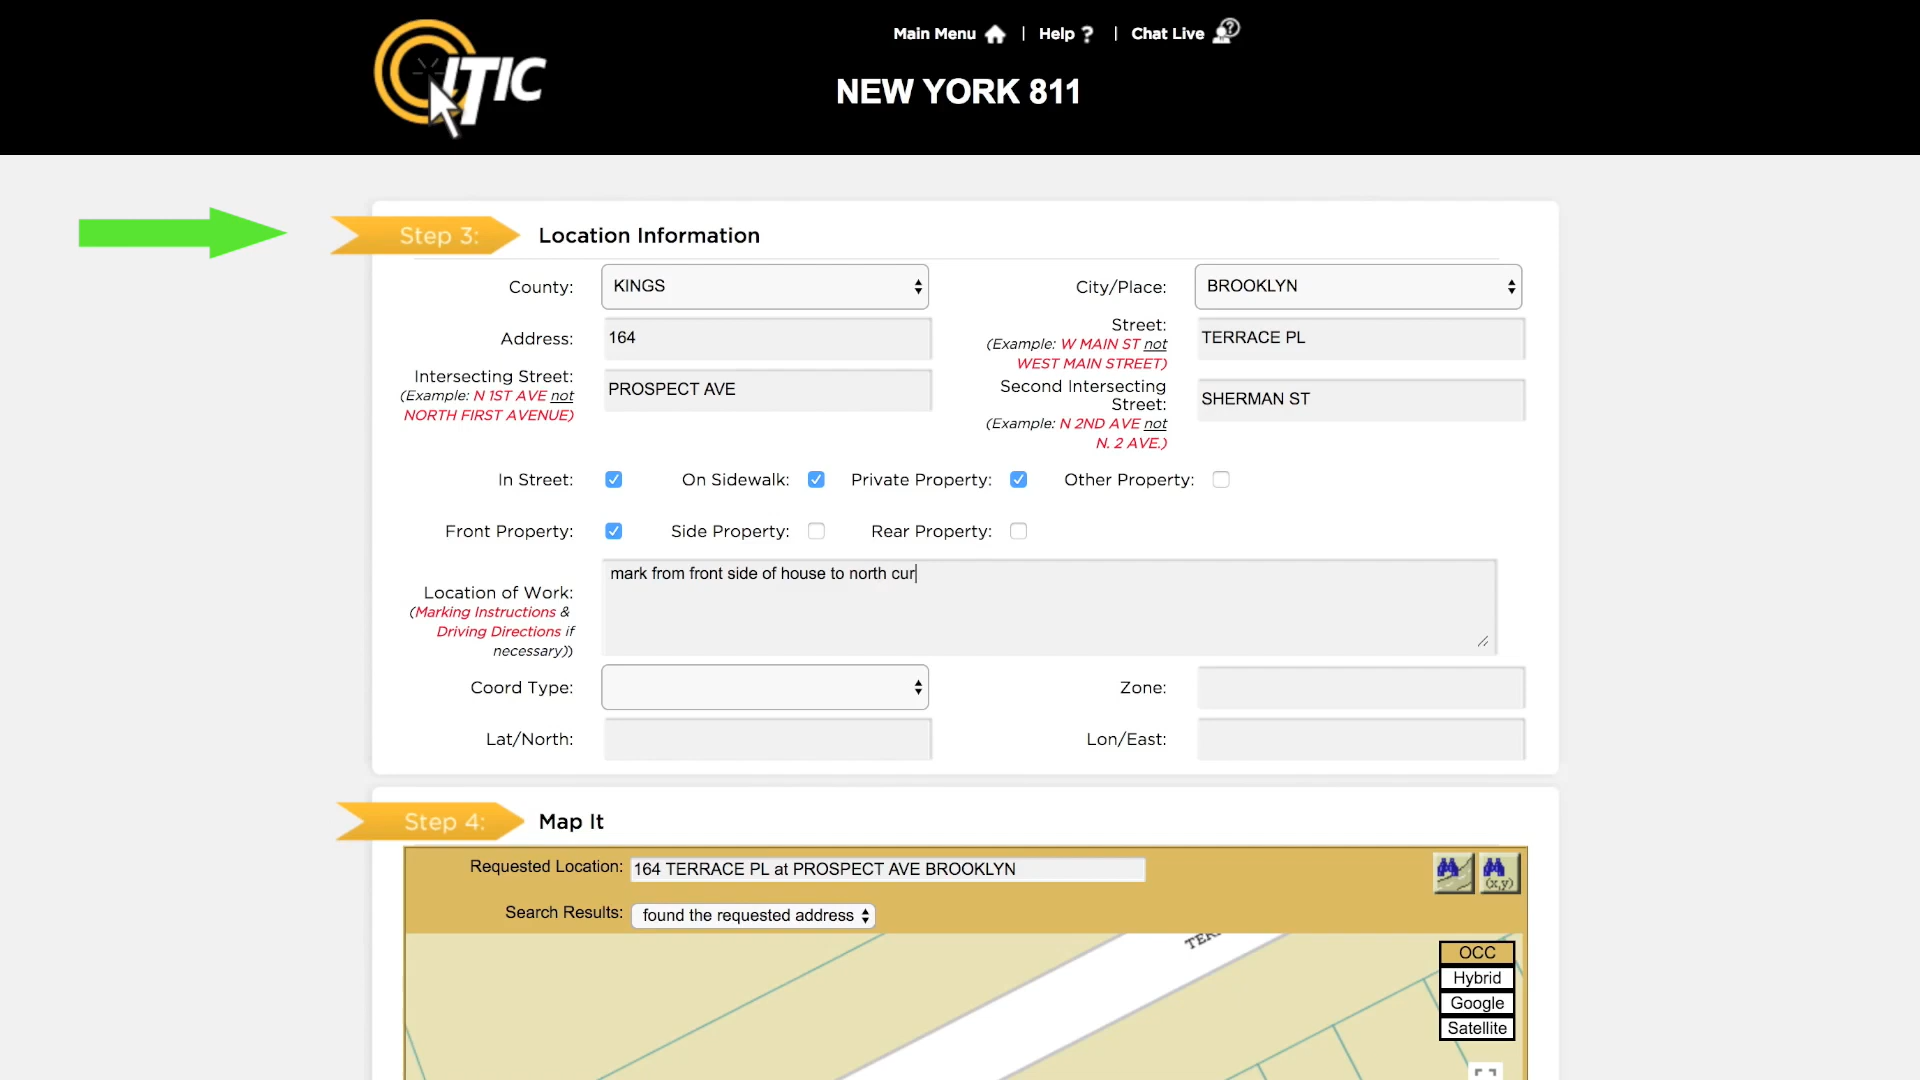 Main Menu | Help ? | Chat Live ?
ITIC
NEW YORK 811
Step 3: Location Information
County: KINGS City/Place: BROOKLYN
Address: 164 Street: TERRACE PL
(Example: W MAIN ST not
WEST MAIN STREET)
Intersecting Street: PROSPECT AVE
(Example: N 1ST AVE not
NORTH FIRST AVENUE)
Second Intersecting
Street: SHERMAN ST
(Example: N 2ND AVE not
N. 2 AVE.)
In Street: On Sidewalk: Private Property: Other Property:
Front Property: Side Property: Rear Property:
Location of Work:
(Marking Instructions &
Driving Directions if
necessary))
mark from front side of house to north cur
Coord Type: Zone:
Lat/North: Lon/East:
Step 4: Map It
Requested Location: 164 TERRACE PL at PROSPECT AVE BROOKLYN
(x,y)
Search Results: found the requested address
OCC
Hybrid
Google
Satellite